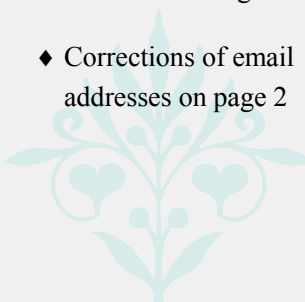 ♦ Corrections of email
addresses on page 2